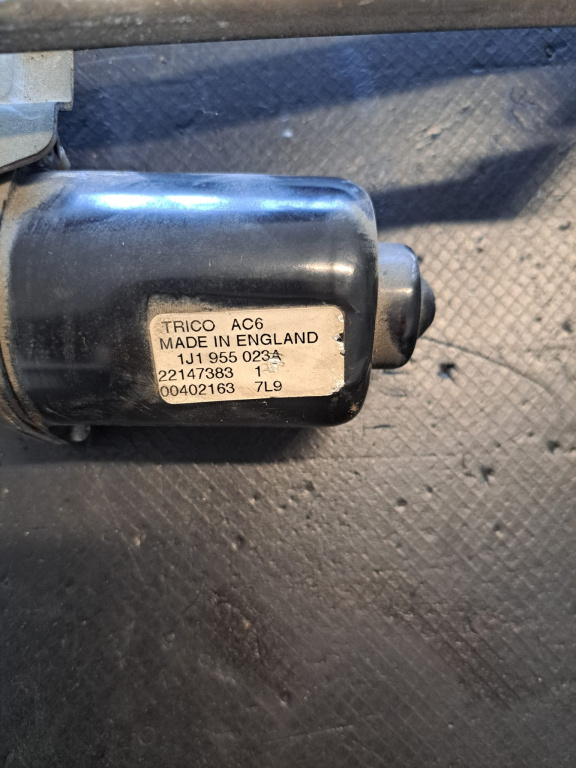 TRICO AC6
MADE IN ENGLAND
1J1 955 023A
22147383 1
00402163 7L9